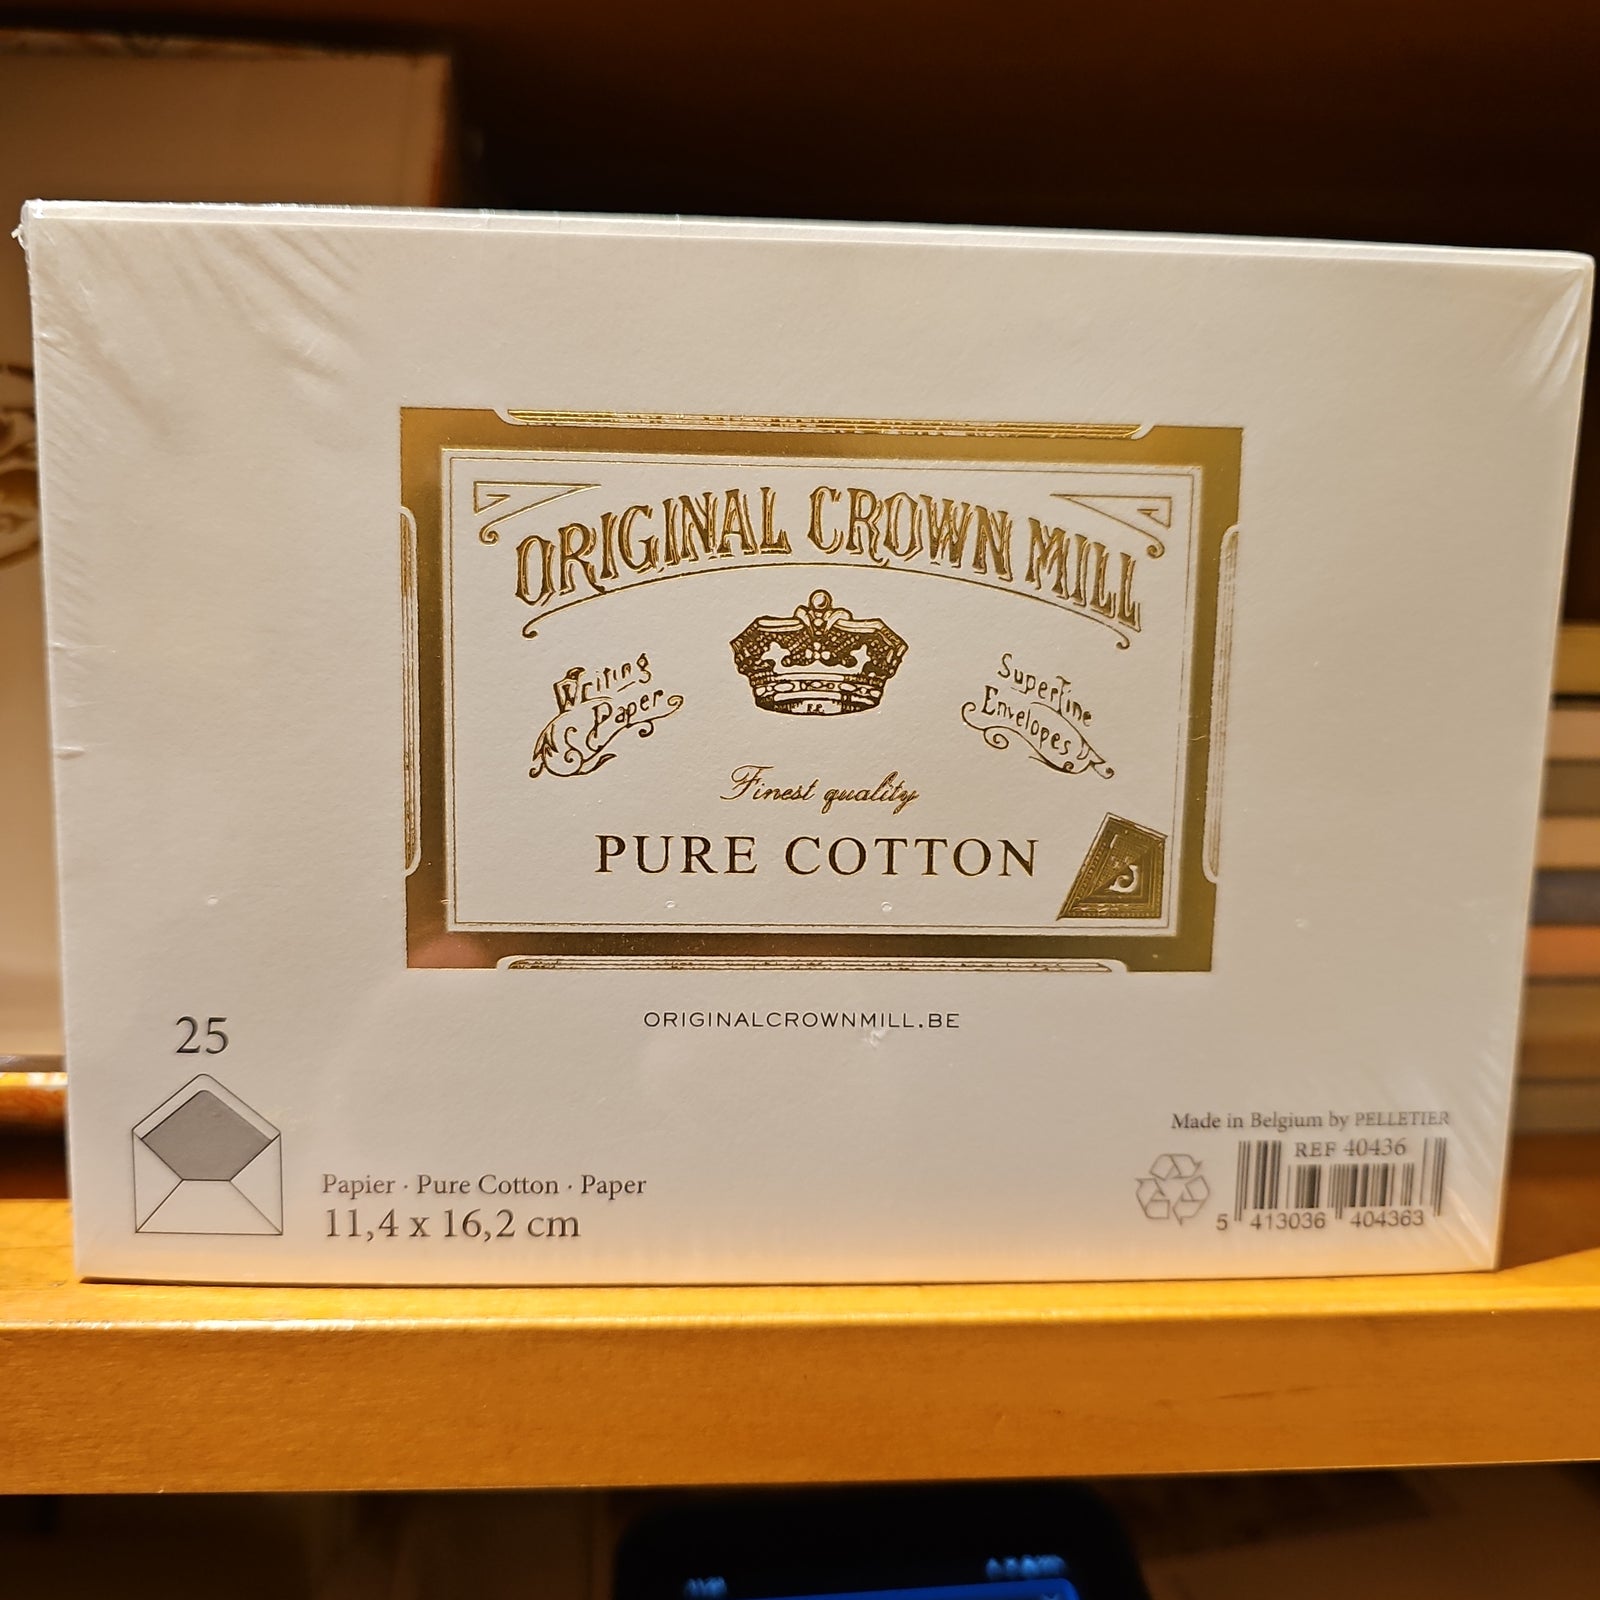 ORIGINAL CROWN MILL
Writing
Paper
Superfine
Envelopes
Finest quality
PURE COTTON
ORIGINALCROWNMILL.BE
25
Papier · Pure Cotton · Paper
11,4 x 16,2 cm
Made in Belgium by PELLETIER
REF 40436
5 413036 404363